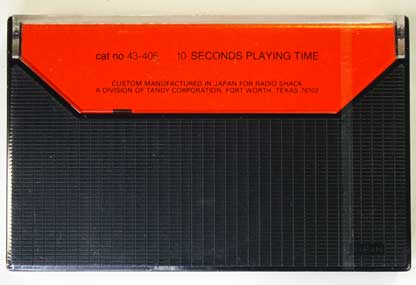 cat no 43-405 10 SECONDS PLAYING TIME
CUSTOM MANUFACTURED IN JAPAN FOR RADIO SHACK
A DIVISION OF TANDY CORPORATION, FORT WORTH, TEXAS 76102